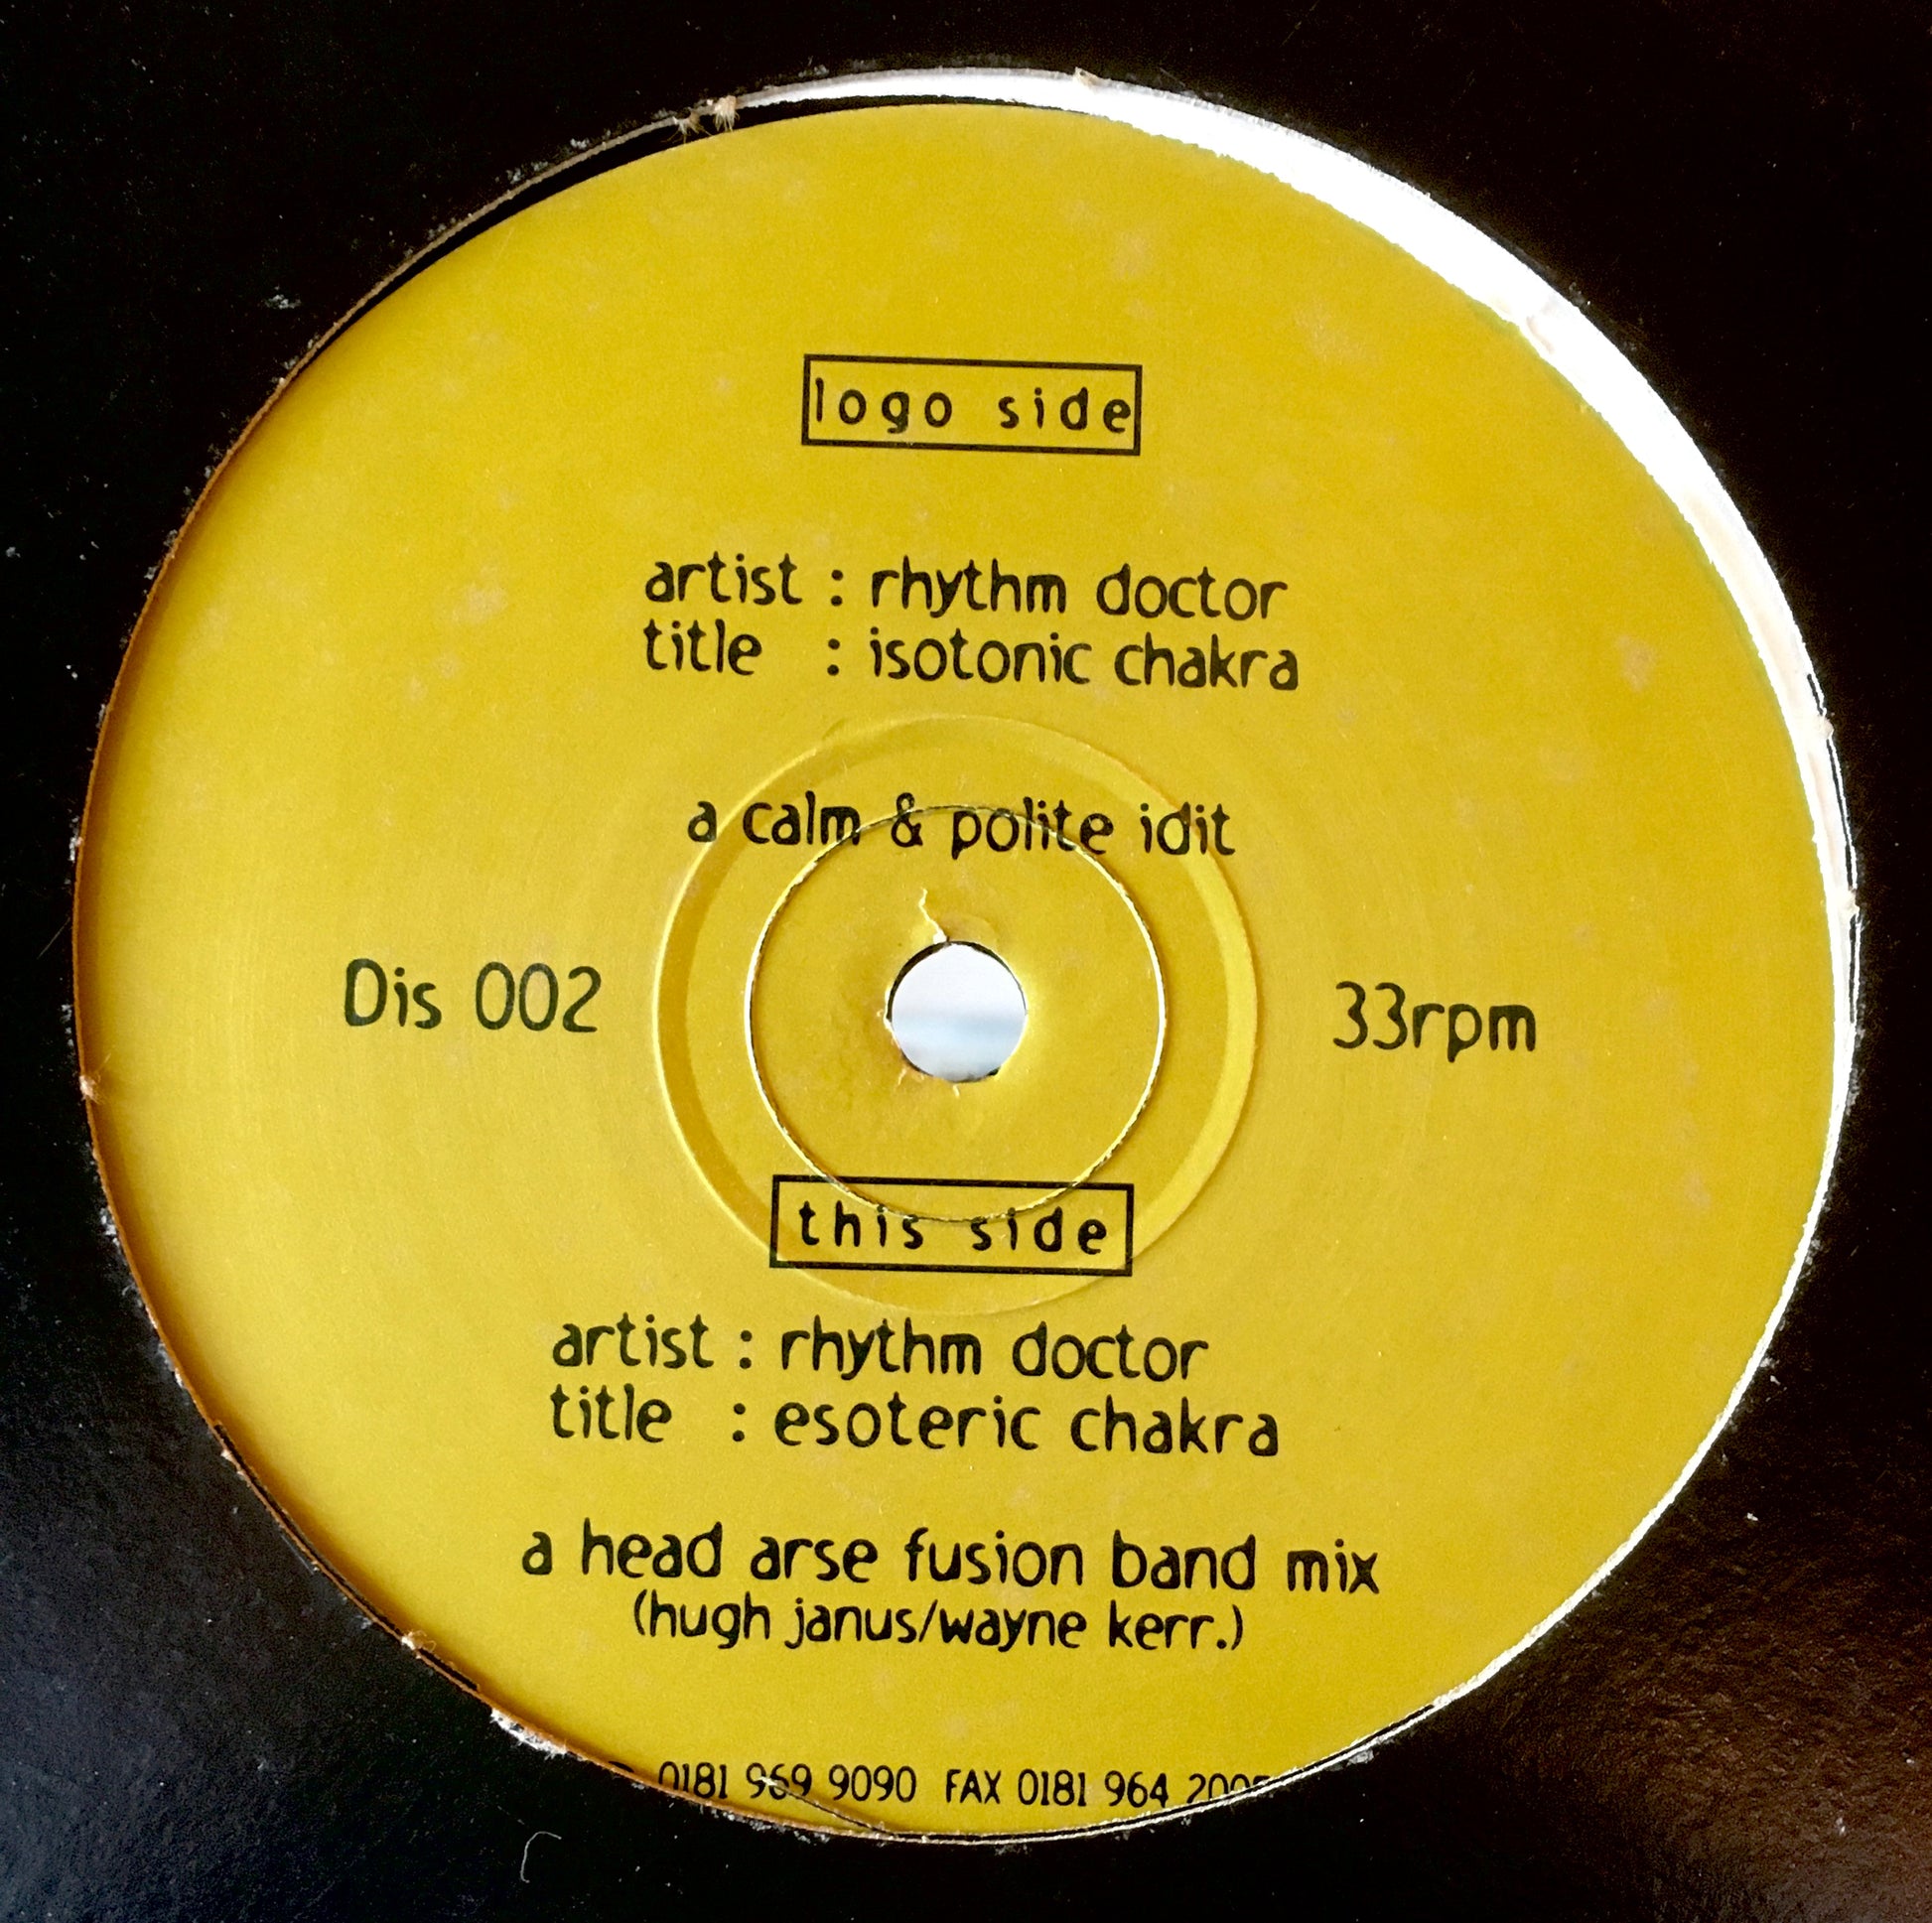 logo side
artist : rhythm doctor
title : isotonic chakra
a calm & polite idit
Dis 002
33rpm
this side
artist : rhythm doctor
title : esoteric chakra
a head arse fusion band mix
(hugh janus/wayne kerr.)
0181 969 9090 FAX 0181 964